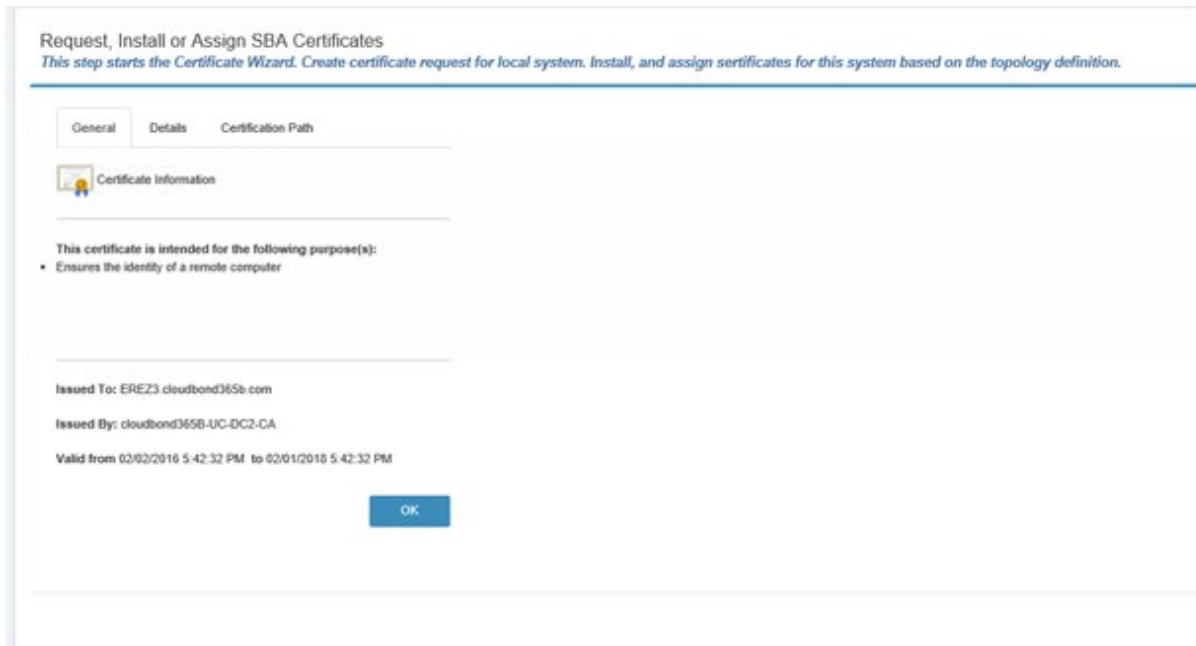 Request, Install or Assign SBA Certificates
This step starts the Certificate Wizard. Create certificate request for local system. Install, and assign sertificates for this system based on the topology definition.
General Details Certification Path
Certificate Information
This certificate is intended for the following purpose(s):
• Ensures the identity of a remote computer
Issued To: EREZ3.cloudbond365b.com
Issued By: cloudbond365B-UC-DC2-CA
Valid from 02/02/2016 5:42:32 PM to 02/01/2018 5:42:32 PM
OK